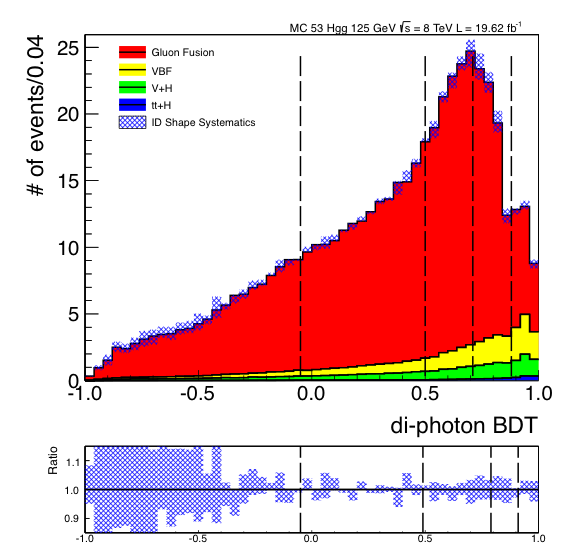 MC 53 Hgg 125 GeV √s = 8 TeV L = 19.62 fb⁻¹
# of events/0.04
25
20
15
10
5
0
Gluon Fusion
VBF
V+H
tt+H
ID Shape Systematics
-1.0 -0.5 0.0 0.5 1.0
di-photon BDT
Ratio
1.1
1.0
0.9
-1.0 -0.5 0.0 0.5 1.0